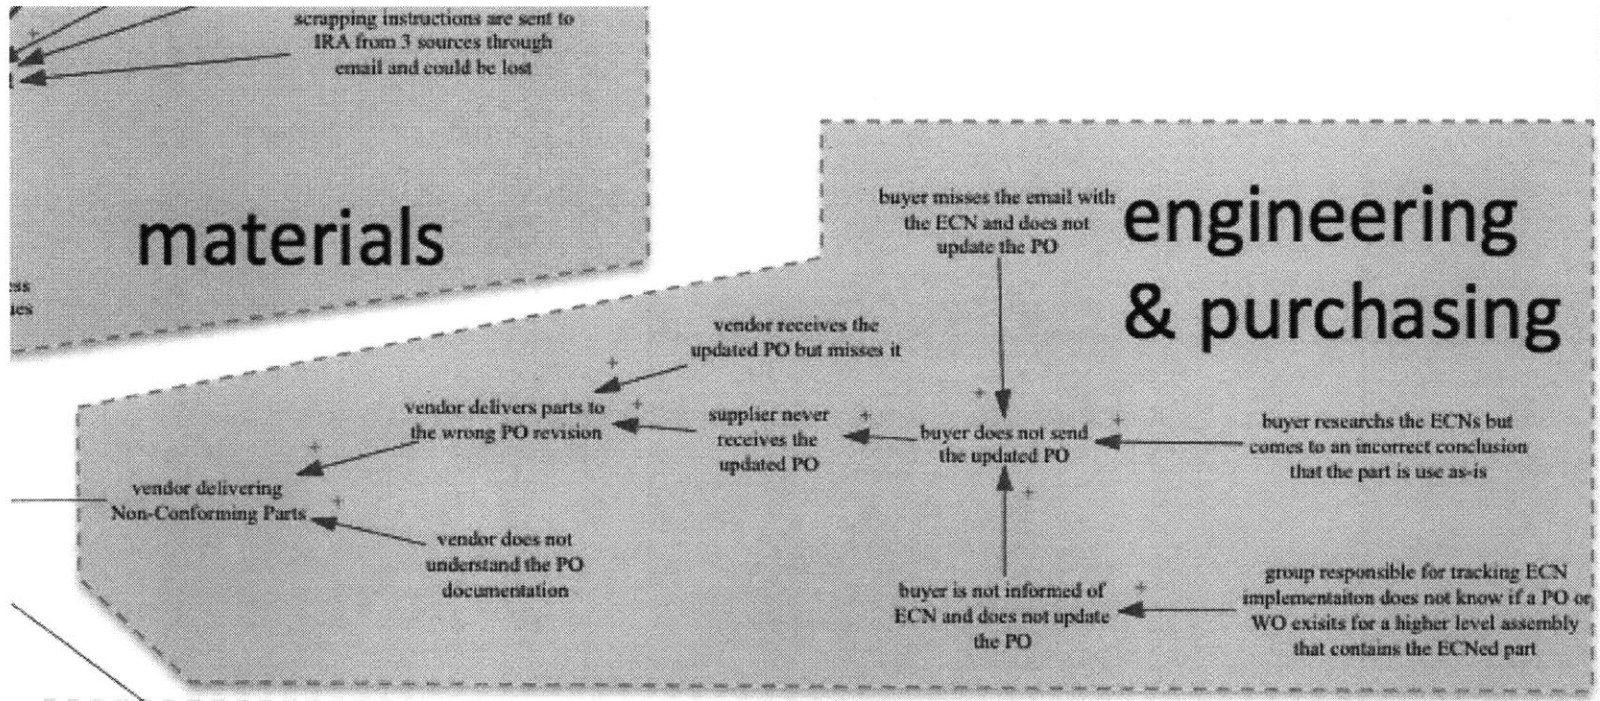 scrapping instructions are sent to
IRA from 3 sources through
email and could be lost
materials
ess
ues
engineering
& purchasing
buyer misses the email with
the ECN and does not
update the PO
vendor receives the
updated PO but misses it
vendor delivers parts to
the wrong PO revision
supplier never
receives the
updated PO
buyer does not send
the updated PO
buyer researchs the ECNs but
comes to an incorrect conclusion
that the part is use as-is
vendor delivering
Non-Conforming Parts
vendor does not
understand the PO
documentation
buyer is not informed of
ECN and does not update
the PO
group responsible for tracking ECN
implementaiton does not know if a PO or
WO exisits for a higher level assembly
that contains the ECNed part
+
+
+
+
+
+
+
+
+
+